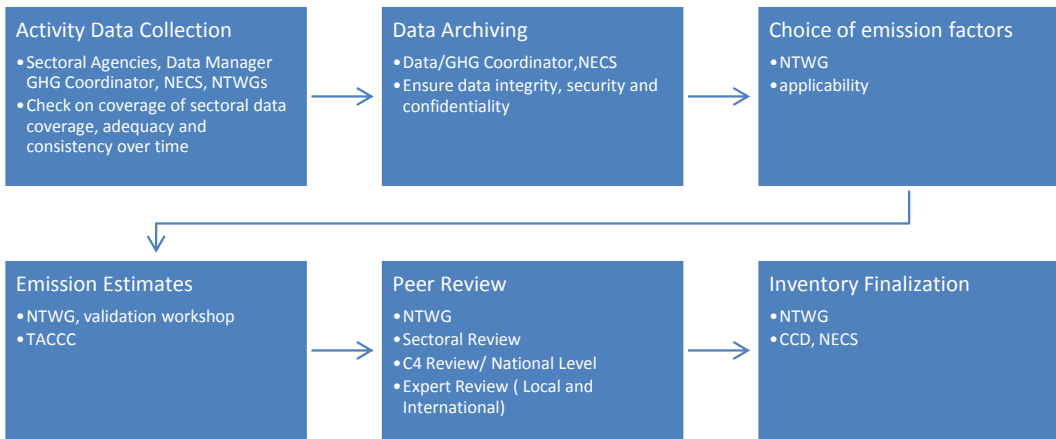 Activity Data Collection
•Sectoral Agencies, Data Manager
GHG Coordinator, NECS, NTWGs
•Check on coverage of sectoral data
coverage, adequacy and
consistency over time
Data Archiving
•Data/GHG Coordinator,NECS
•Ensure data integrity, security and
confidentiality
Choice of emission factors
•NTWG
•applicability
Emission Estimates
•NTWG, validation workshop
•TACCC
Peer Review
•NTWG
•Sectoral Review
•C4 Review/ National Level
•Expert Review ( Local and
International)
Inventory Finalization
•NTWG
•CCD, NECS